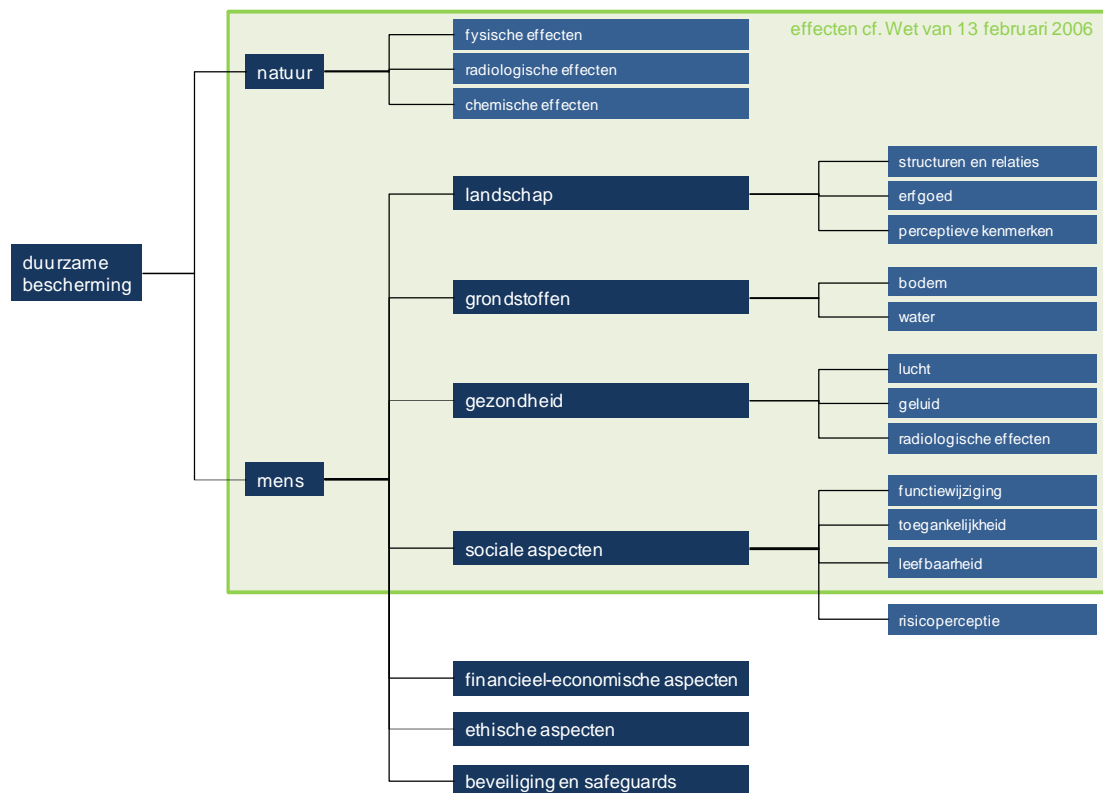 effecten cf. Wet van 13 februari 2006
fysische effecten
natuur
radiologische effecten
chemische effecten
structuren en relaties
landschap
erfgoed
perceptieve kenmerken
duurzame
bescherming
bodem
grondstoffen
water
lucht
gezondheid
geluid
radiologische effecten
mens
functiewijziging
toegankelijkheid
sociale aspecten
leefbaarheid
risicoperceptie
financieel-economische aspecten
ethische aspecten
beveiliging en safeguards